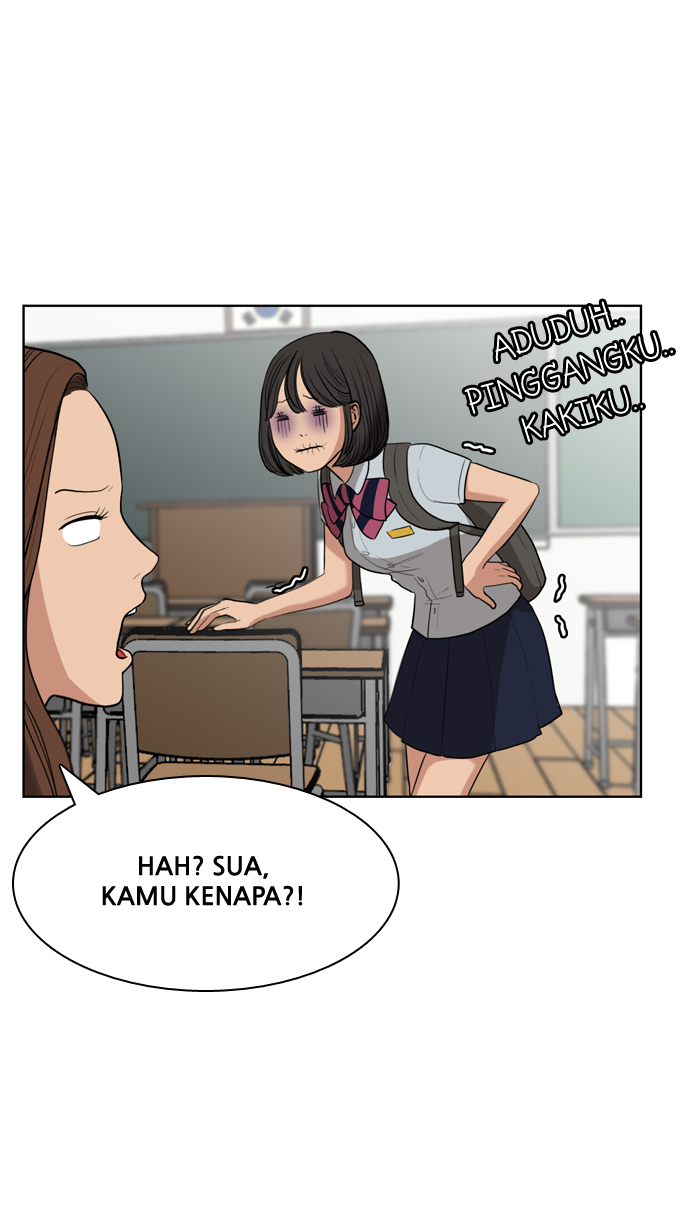 ADUDUH..
PINGGANGKU..
KAKIKU..
HAH? SUA,
KAMU KENAPA?!